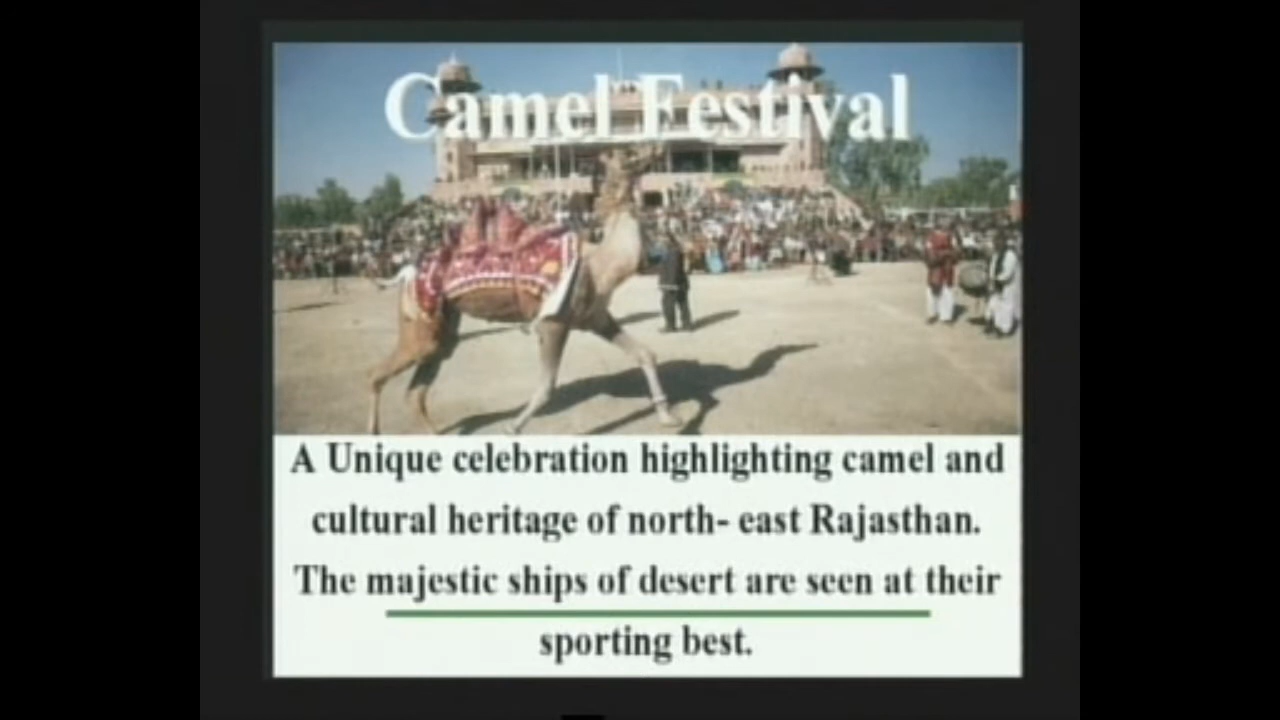 Camel Festival
A Unique celebration highlighting camel and
cultural heritage of north- east Rajasthan.
The majestic ships of desert are seen at their
sporting best.